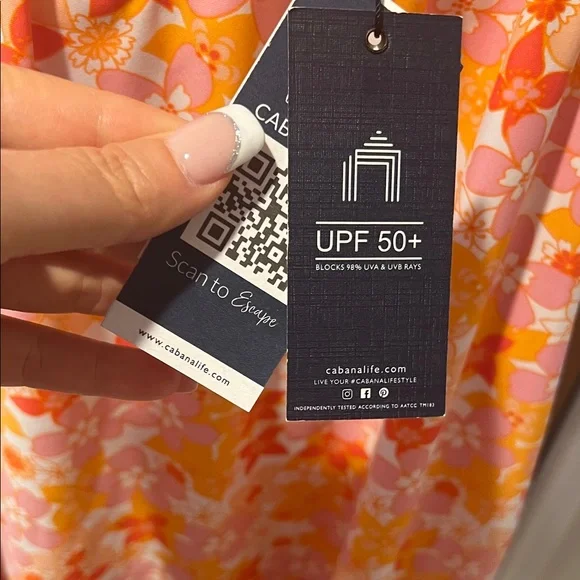 CAB
Scan to Escape
www.cabanalife.com
UPF 50+
BLOCKS 98% UVA & UVB RAYS
cabanalife.com
LIVE YOUR #CABANALIFESTYLE
INDEPENDENTLY TESTED ACCORDING TO AATCC TM183